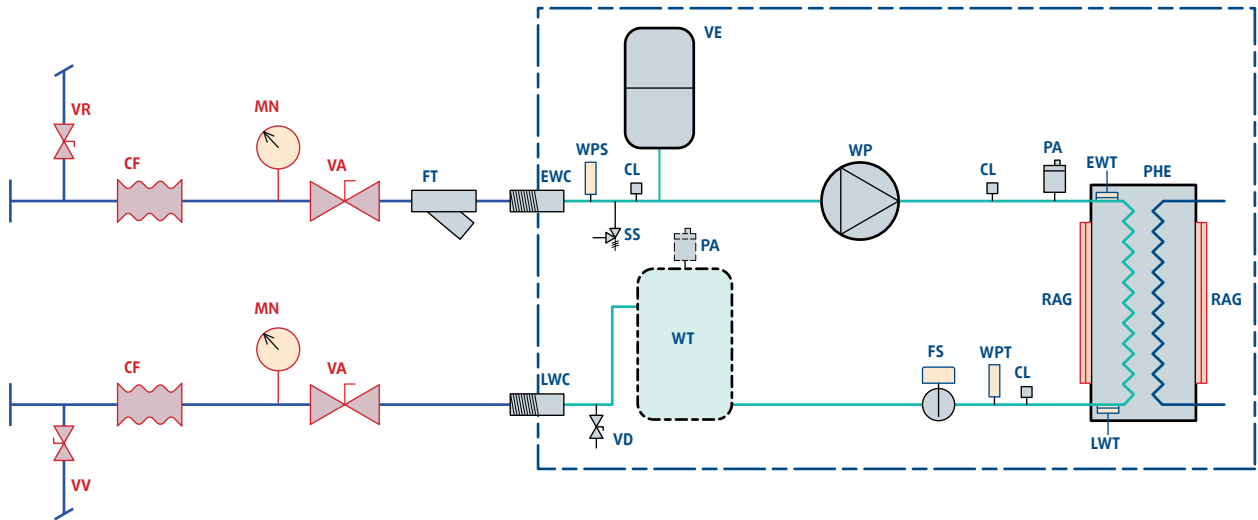 VE
VR
MN
CF
VA
FT
EWC
WPS
CL
WP
CL
PA
EWT
PHE
SS
PA
RAG
RAG
MN
CF
VA
LWC
WT
FS
WPT
CL
VD
LWT
VV